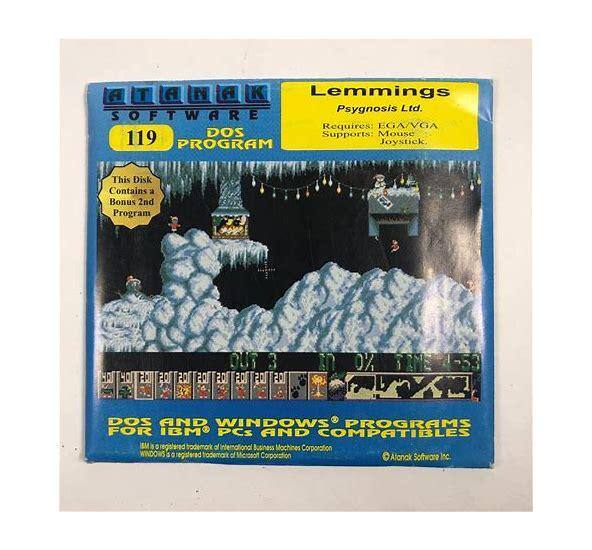 ATANAK
SOFTWARE
119
DOS
PROGRAM
Lemmings
Psygnosis Ltd.
Requires: EGA/VGA
Supports: Mouse
Joystick.
This Disk
Contains a
Bonus 2nd
Program
OUT 3 IN 0% TIME 4-53
DOS AND WINDOWS® PROGRAMS
FOR IBM® PCs AND COMPATIBLES
IBM is a registered trademark of International Business Machines Corporation
WINDOWS is a registered trademark of Microsoft Corporation
© Atanak Software Inc.